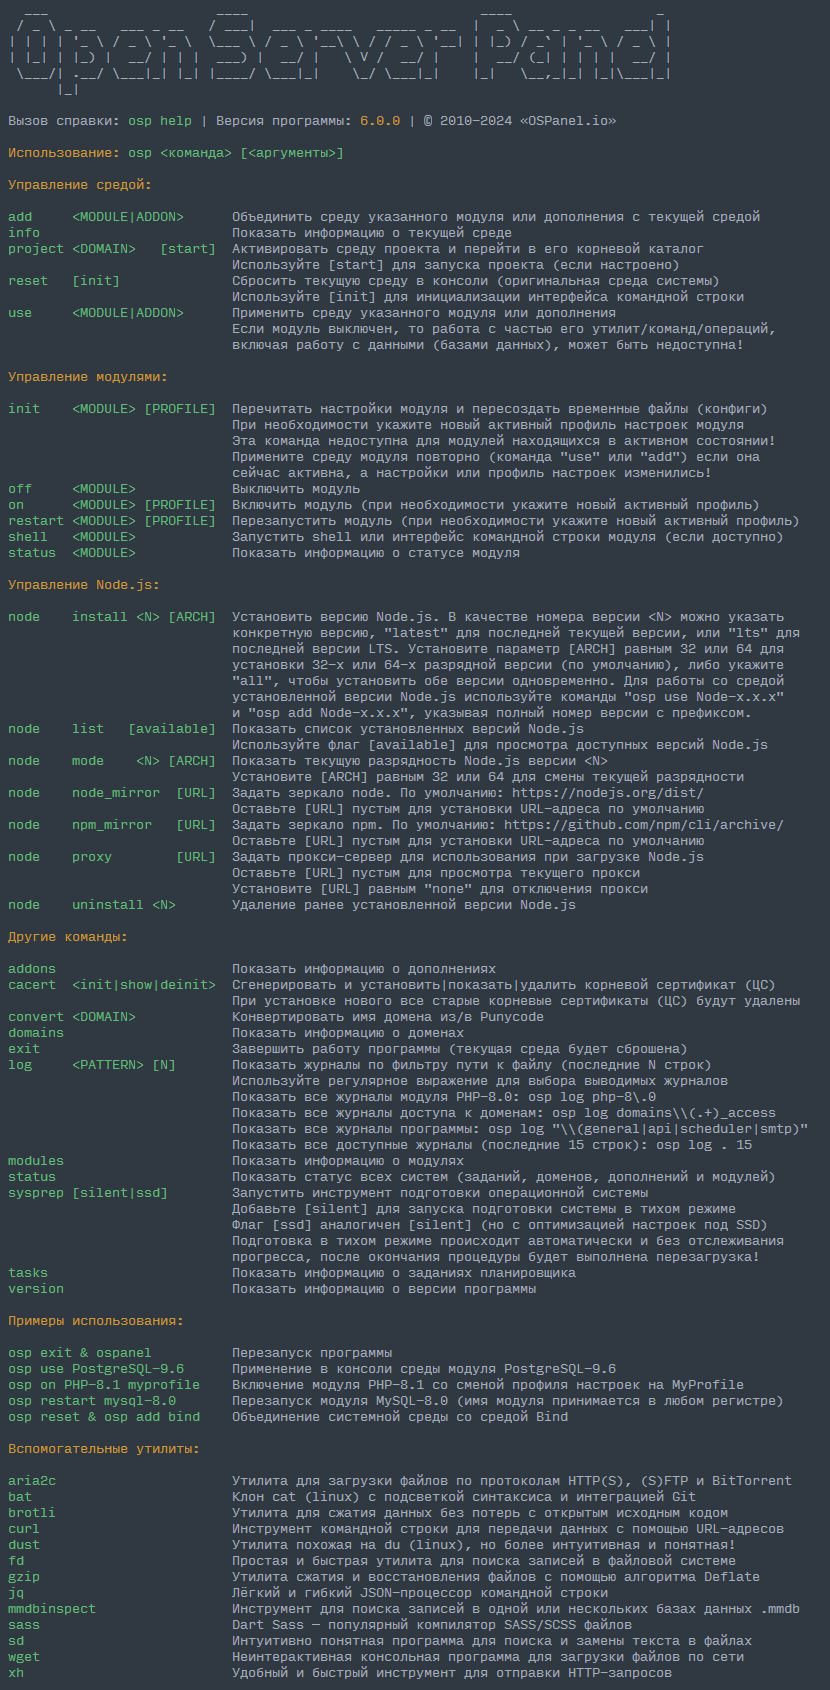 Open Server Panel
Вызов справки: osp help | Версия программы: 6.0.0 | © 2010-2024 «OSPanel.io»
Использование: osp <команда> [<аргументы>]
Управление средой:
add     <MODULE|ADDON>      Объединить среду указанного модуля или дополнения с текущей средой
info                        Показать информацию о текущей среде
project <DOMAIN>   [start]  Активировать среду проекта и перейти в его корневой каталог
                            Используйте [start] для запуска проекта (если настроено)
reset   [init]              Сбросить текущую среду в консоли (оригинальная среда системы)
                            Используйте [init] для инициализации интерфейса командной строки
use     <MODULE|ADDON>      Применить среду указанного модуля или дополнения
                            Если модуль выключен, то работа с частью его утилит/команд/операций,
                            включая работу с данными (базами данных), может быть недоступна!
Управление модулями:
init    <MODULE> [PROFILE]  Перечитать настройки модуля и пересоздать временные файлы (конфиги)
                            При необходимости укажите новый активный профиль настроек модуля
                            Эта команда недоступна для модулей находящихся в активном состоянии!
                            Примените среду модуля повторно (команда "use" или "add") если она
                            сейчас активна, а настройки или профиль настроек изменились!
off     <MODULE>            Выключить модуль
on      <MODULE> [PROFILE]  Включить модуль (при необходимости укажите новый активный профиль)
restart <MODULE> [PROFILE]  Перезапустить модуль (при необходимости укажите новый активный профиль)
shell   <MODULE>            Запустить shell или интерфейс командной строки модуля (если доступно)
status  <MODULE>            Показать информацию о статусе модуля
Управление Node.js:
node    install <N> [ARCH]  Установить версию Node.js. В качестве номера версии <N> можно указать
                            конкретную версию, "latest" для последней текущей версии, или "lts" для
                            последней версии LTS. Установите параметр [ARCH] равным 32 или 64 для
                            установки 32-х или 64-х разрядной версии (по умолчанию), либо укажите
                            "all", чтобы установить обе версии одновременно. Для работы со средой
                            установленной версии Node.js используйте команды "osp use Node-x.x.x"
                            и "osp add Node-x.x.x", указывая полный номер версии с префиксом.
node    list   [available]  Показать список установленных версий Node.js
                            Используйте флаг [available] для просмотра доступных версий Node.js
node    mode    <N> [ARCH]  Показать текущую разрядность Node.js версии <N>
                            Установите [ARCH] равным 32 или 64 для смены текущей разрядности
node    node_mirror  [URL]  Задать зеркало node. По умолчанию: https://nodejs.org/dist/
                            Оставьте [URL] пустым для установки URL-адреса по умолчанию
node    npm_mirror   [URL]  Задать зеркало npm. По умолчанию: https://github.com/npm/cli/archive/
                            Оставьте [URL] пустым для установки URL-адреса по умолчанию
node    proxy        [URL]  Задать прокси-сервер для использования при загрузке Node.js
                            Оставьте [URL] пустым для просмотра текущего прокси
                            Установите [URL] равным "none" для отключения прокси
node    uninstall <N>       Удаление ранее установленной версии Node.js
Другие команды:
addons                      Показать информацию о дополнениях
cacert  <init|show|deinit>  Сгенерировать и установить|показать|удалить корневой сертификат (ЦС)
                            При установке нового все старые корневые сертификаты (ЦС) будут удалены
convert <DOMAIN>            Конвертировать имя домена из/в Punycode
domains                     Показать информацию о доменах
exit                        Завершить работу программы (текущая среда будет сброшена)
log     <PATTERN> [N]       Показать журналы по фильтру пути к файлу (последние N строк)
                            Используйте регулярное выражение для выбора выводимых журналов
                            Показать все журналы модуля PHP-8.0: osp log php-8\.0
                            Показать все журналы доступа к доменам: osp log domains\\(.+)_access
                            Показать все журналы программы: osp log "\\(general|api|scheduler|smtp)"
                            Показать все доступные журналы (последние 15 строк): osp log . 15
modules                     Показать информацию о модулях
status                      Показать статус всех систем (заданий, доменов, дополнений и модулей)
sysprep [silent|ssd]        Запустить инструмент подготовки операционной системы
                            Добавьте [silent] для запуска подготовки системы в тихом режиме
                            Флаг [ssd] аналогичен [silent] (но с оптимизацией настроек под SSD)
                            Подготовка в тихом режиме происходит автоматически и без отслеживания
                            прогресса, после окончания процедуры будет выполнена перезагрузка!
tasks                       Показать информацию о заданиях планировщика
version                     Показать информацию о версии программы
Примеры использования:
osp exit & ospanel          Перезапуск программы
osp use PostgreSQL-9.6      Применение в консоли среды модуля PostgreSQL-9.6
osp on PHP-8.1 myprofile    Включение модуля PHP-8.1 со сменой профиля настроек на MyProfile
osp restart mysql-8.0       Перезапуск модуля MySQL-8.0 (имя модуля принимается в любом регистре)
osp reset & osp add bind    Объединение системной среды со средой Bind
Вспомогательные утилиты:
aria2c                      Утилита для загрузки файлов по протоколам HTTP(S), (S)FTP и BitTorrent
bat                         Клон cat (linux) с подсветкой синтаксиса и интеграцией Git
brotli                      Утилита для сжатия данных без потерь с открытым исходным кодом
curl                        Инструмент командной строки для передачи данных с помощью URL-адресов
dust                        Утилита похожая на du (linux), но более интуитивная и понятная!
fd                          Простая и быстрая утилита для поиска записей в файловой системе
gzip                        Утилита сжатия и восстановления файлов с помощью алгоритма Deflate
jq                          Лёгкий и гибкий JSON-процессор командной строки
mmdbinspect                 Инструмент для поиска записей в одной или нескольких базах данных .mmdb
sass                        Dart Sass — популярный компилятор SASS/SCSS файлов
sd                          Интуитивно понятная программа для поиска и замены текста в файлах
wget                        Неинтерактивная консольная программа для загрузки файлов по сети
xh                          Удобный и быстрый инструмент для отправки HTTP-запросов